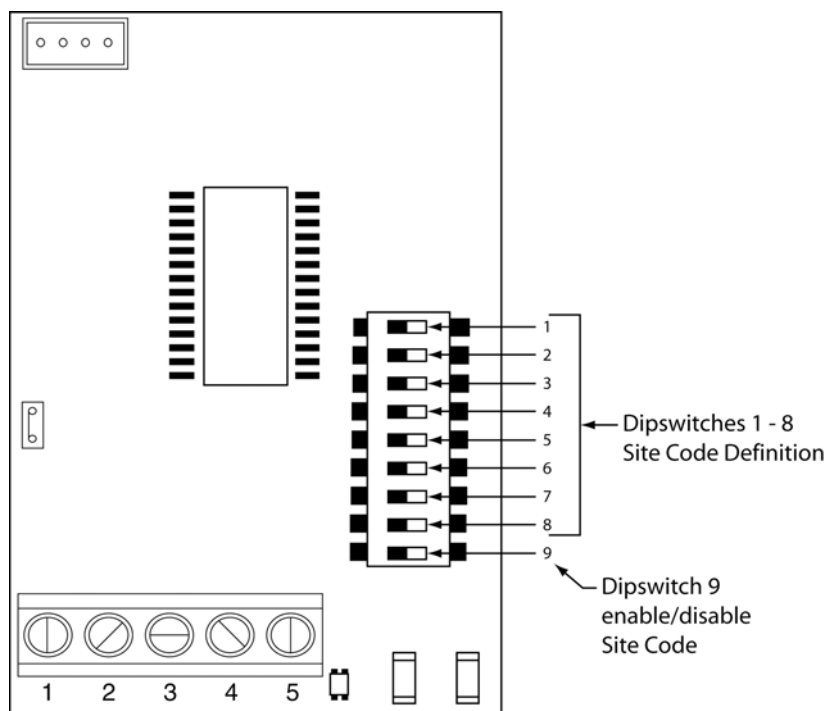 1
2
3
4
5
6
7
8
9
Dipswitches 1 - 8
Site Code Definition
Dipswitch 9
enable/disable
Site Code
1 2 3 4 5